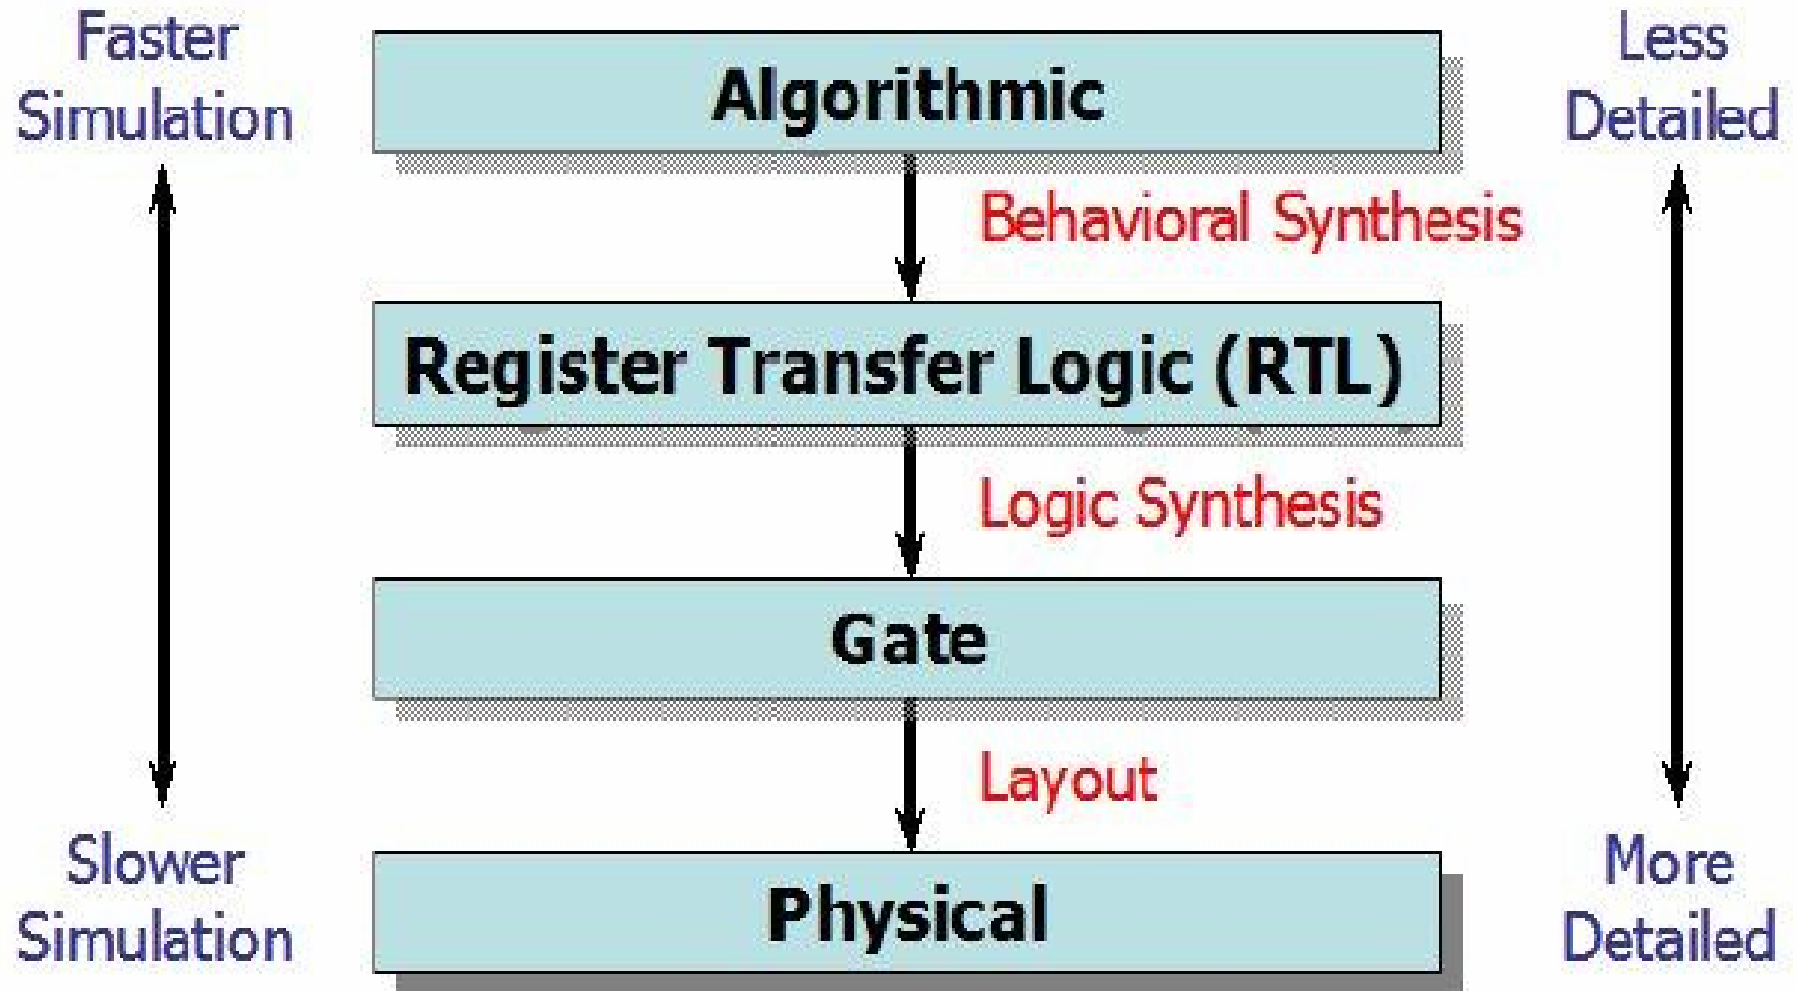 Faster
Simulation
Algorithmic
Less
Detailed
Behavioral Synthesis
Register Transfer Logic (RTL)
Logic Synthesis
Gate
Layout
Slower
Simulation
Physical
More
Detailed